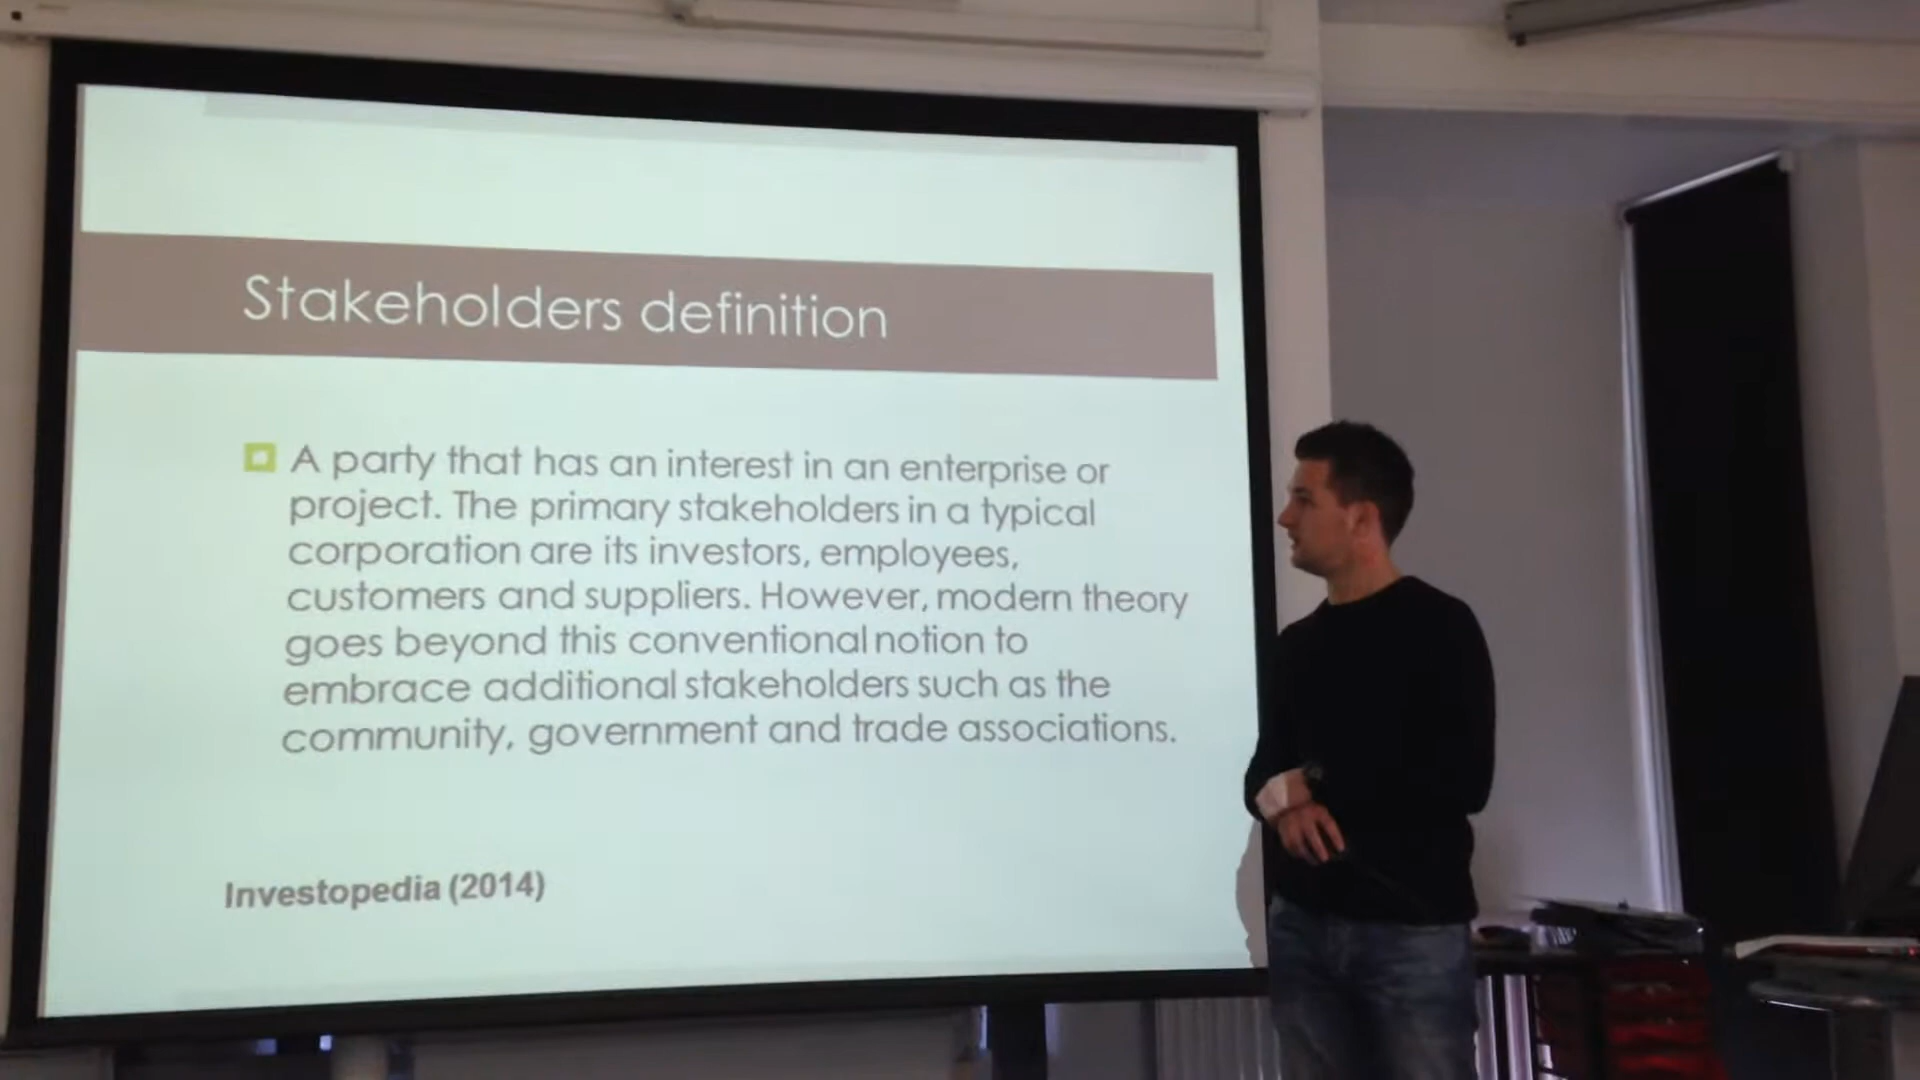 Stakeholders definition
A party that has an interest in an enterprise or
project. The primary stakeholders in a typical
corporation are its investors, employees,
customers and suppliers. However, modern theory
goes beyond this conventional notion to
embrace additional stakeholders such as the
community, government and trade associations.
Investopedia (2014)